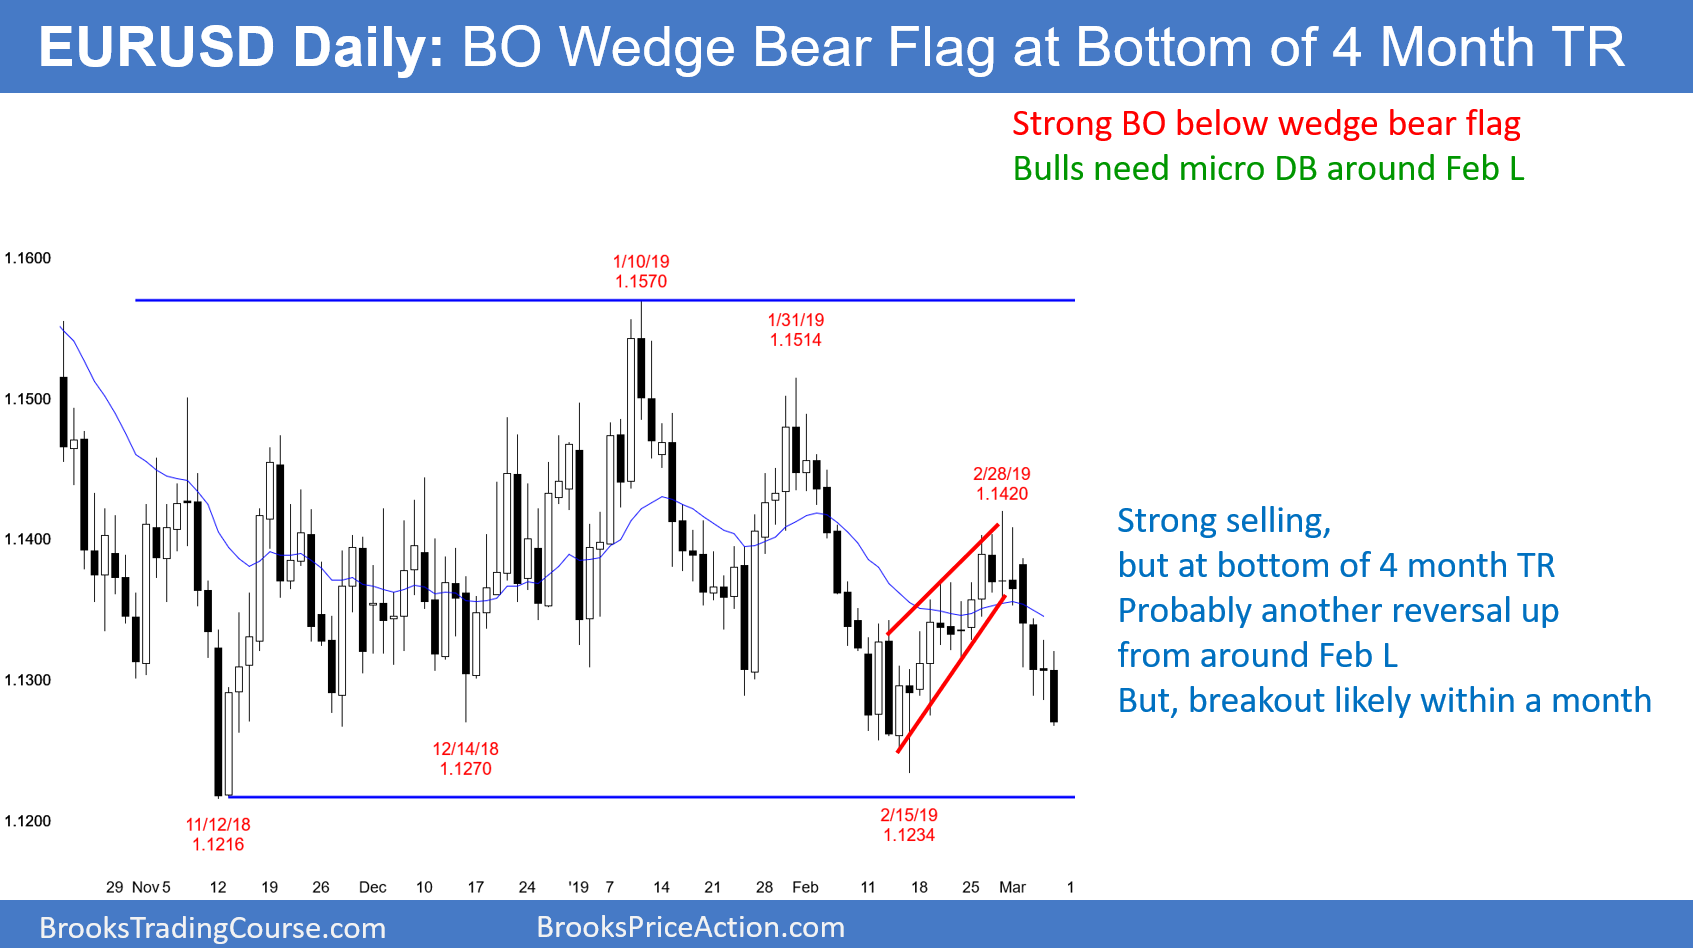 EURUSD Daily: BO Wedge Bear Flag at Bottom of 4 Month TR
Strong BO below wedge bear flag
Bulls need micro DB around Feb L
1.1600
1/10/19
1.1570
1/31/19
1.1514
1.1500
2/28/19
1.1420
1.1400
Strong selling,
but at bottom of 4 month TR
Probably another reversal up
from around Feb L
But, breakout likely within a month
1.1300
12/14/18
1.1270
1.1200
11/12/18
1.1216
2/15/19
1.1234
29 Nov 5 12 19 26 Dec 10 17 24 '19 7 14 21 28 Feb 11 18 25 Mar 1
BrooksTradingCourse.com
BrooksPriceAction.com